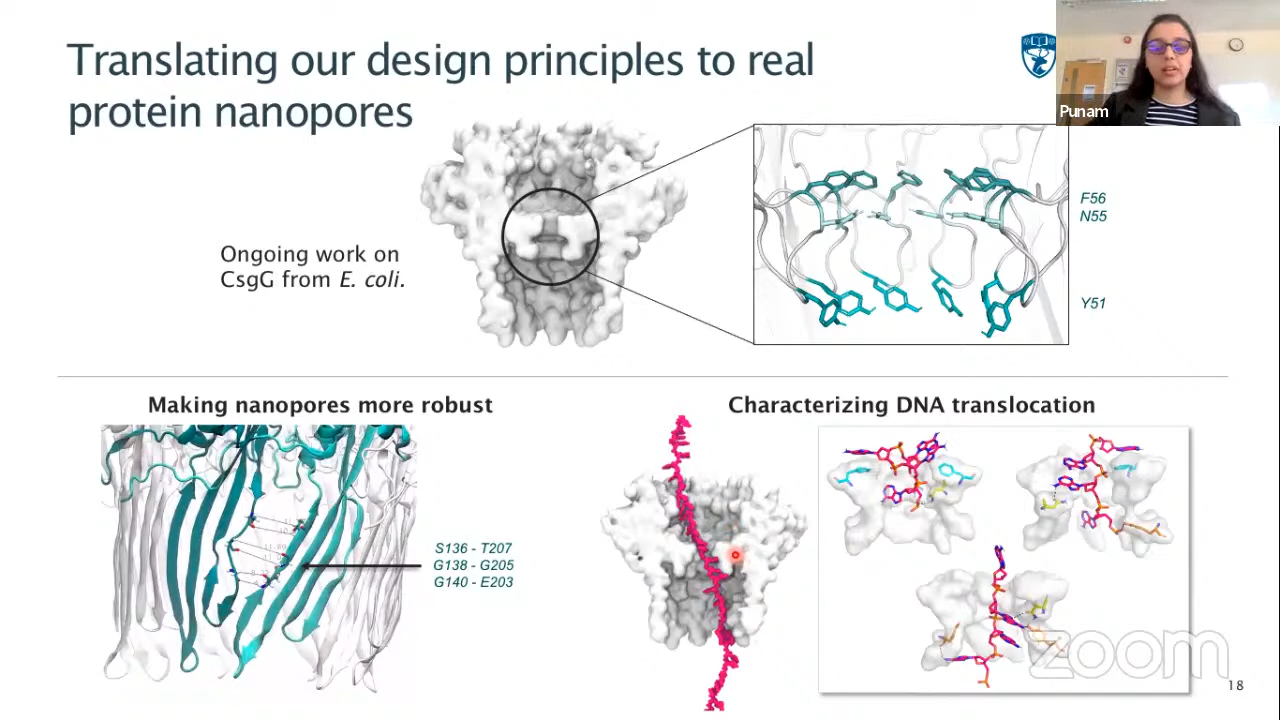 Translating our design principles to real
protein nanopores
Punam
Ongoing work on
CsgG from E. coli.
F56
N55
Y51
Making nanopores more robust
Characterizing DNA translocation
S136 - T207
G138 - G205
G140 - E203
zoom
18